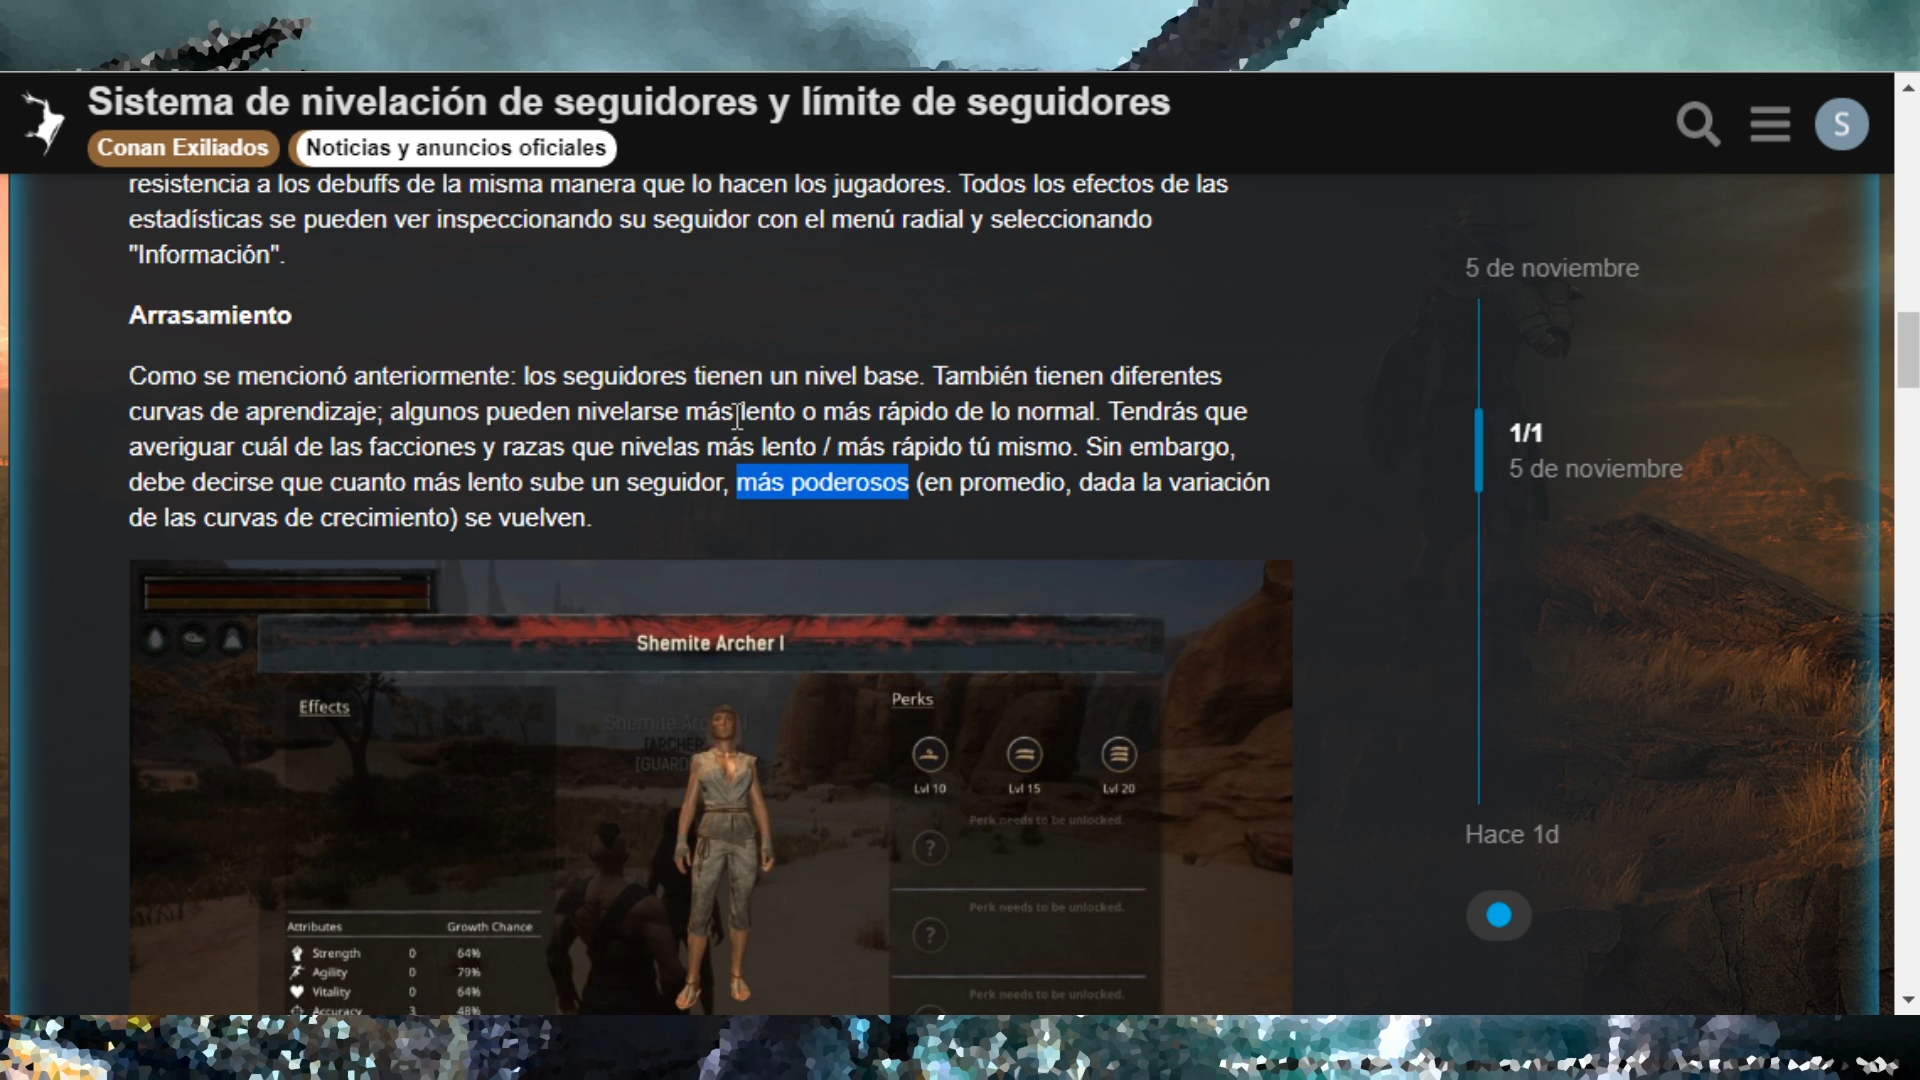 Sistema de nivelación de seguidores y límite de seguidores
Conan Exiliados
Noticias y anuncios oficiales
S
resistencia a los debuffs de la misma manera que lo hacen los jugadores. Todos los efectos de las
estadísticas se pueden ver inspeccionando su seguidor con el menú radial y seleccionando
"Información".
Arrasamiento
Como se mencionó anteriormente: los seguidores tienen un nivel base. También tienen diferentes
curvas de aprendizaje; algunos pueden nivelarse más lento o más rápido de lo normal. Tendrás que
averiguar cuál de las facciones y razas que nivelas más lento / más rápido tú mismo. Sin embargo,
debe decirse que cuanto más lento sube un seguidor, más poderosos (en promedio, dada la variación
de las curvas de crecimiento) se vuelven.
5 de noviembre
1/1
5 de noviembre
Hace 1d
Shemite Archer I
Effects
Perks
Shemite Arc
[ARCHER
[GUARD
Lvl 10
Lvl 15
Lvl 20
Perk needs to be unlocked.
?
Perk needs to be unlocked.
?
Perk needs to be unlocked.
Attributes Growth Chance
Strength 0 64%
Agility 0 79%
Vitality 0 64%
Accuracy 3 48%